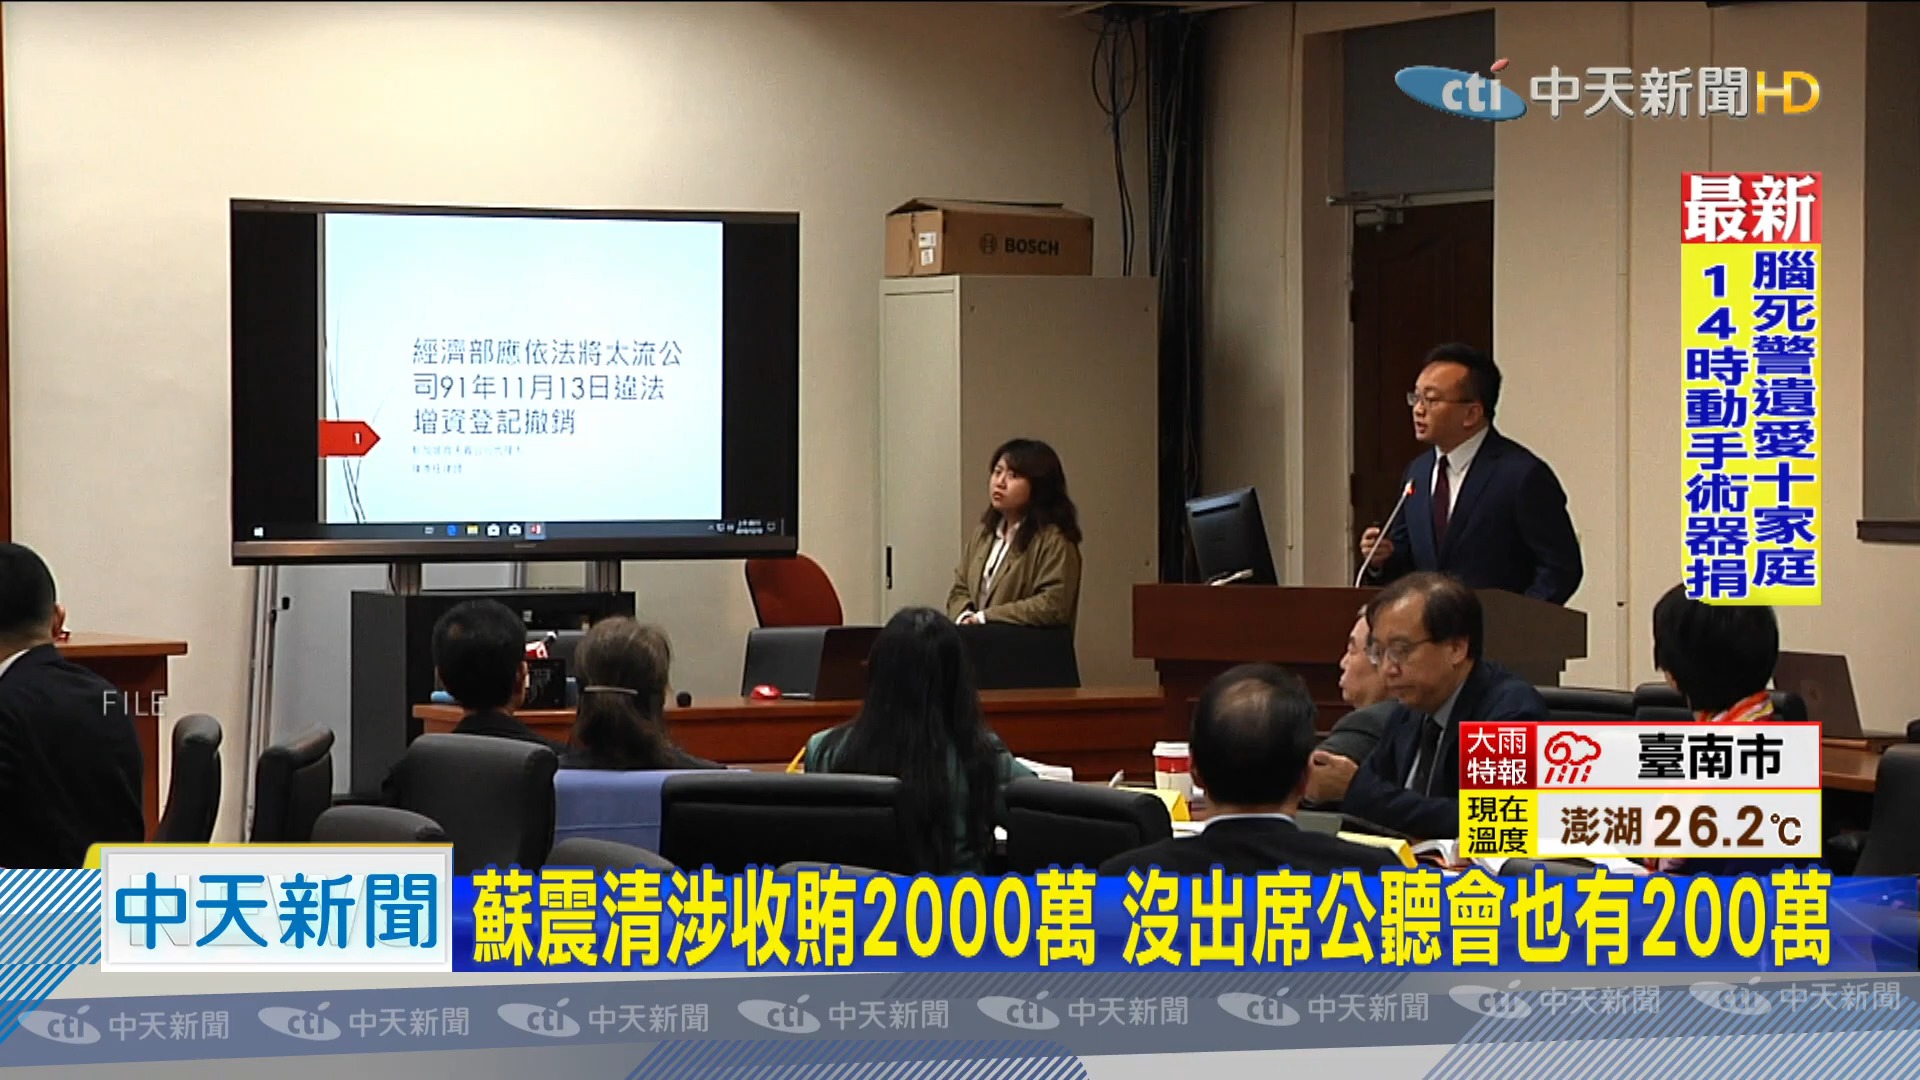 cti 中天新聞HD
最新
腦死警遺愛十家庭
14時動手術器捐
BOSCH
經濟部應依法將太流公
司91年11月13日違法
增資登記撤銷
1
FILE
大雨
特報
臺南市
現在
溫度
澎湖 26.2℃
中天新聞
蘇震清涉收賄2000萬 沒出席公聽會也有200萬
cti 中天新聞 cti 中天新聞 cti 中天新聞 cti 中天新聞 cti 中天新聞 cti 中天新聞 cti 中天新聞 cti 中天新聞